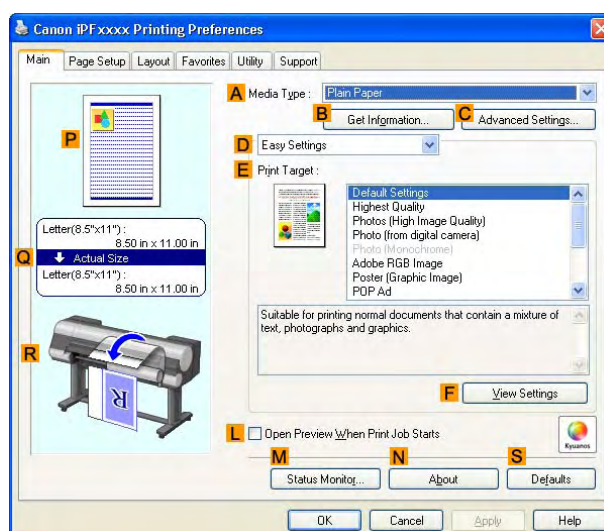 Canon iPFxxxx Printing Preferences
Main Page Setup Layout Favorites Utility Support
P
A Media Type : Plain Paper
B C
Get Information... Advanced Settings...
D Easy Settings
E Print Target :
Default Settings
Highest Quality
Photos (High Image Quality)
Photo (from digital camera)
Photo (Monochrome)
Adobe RGB Image
Poster (Graphic Image)
POP Ad
Letter(8.5"x11") :
8.50 in x 11.00 in
Q Actual Size
Letter(8.5"x11") :
8.50 in x 11.00 in
Suitable for printing normal documents that contain a mixture of
text, photographs and graphics.
R
R
F View Settings
L Open Preview When Print Job Starts
Kyuanos
M N S
Status Monitor... About Defaults
OK Cancel Apply Help